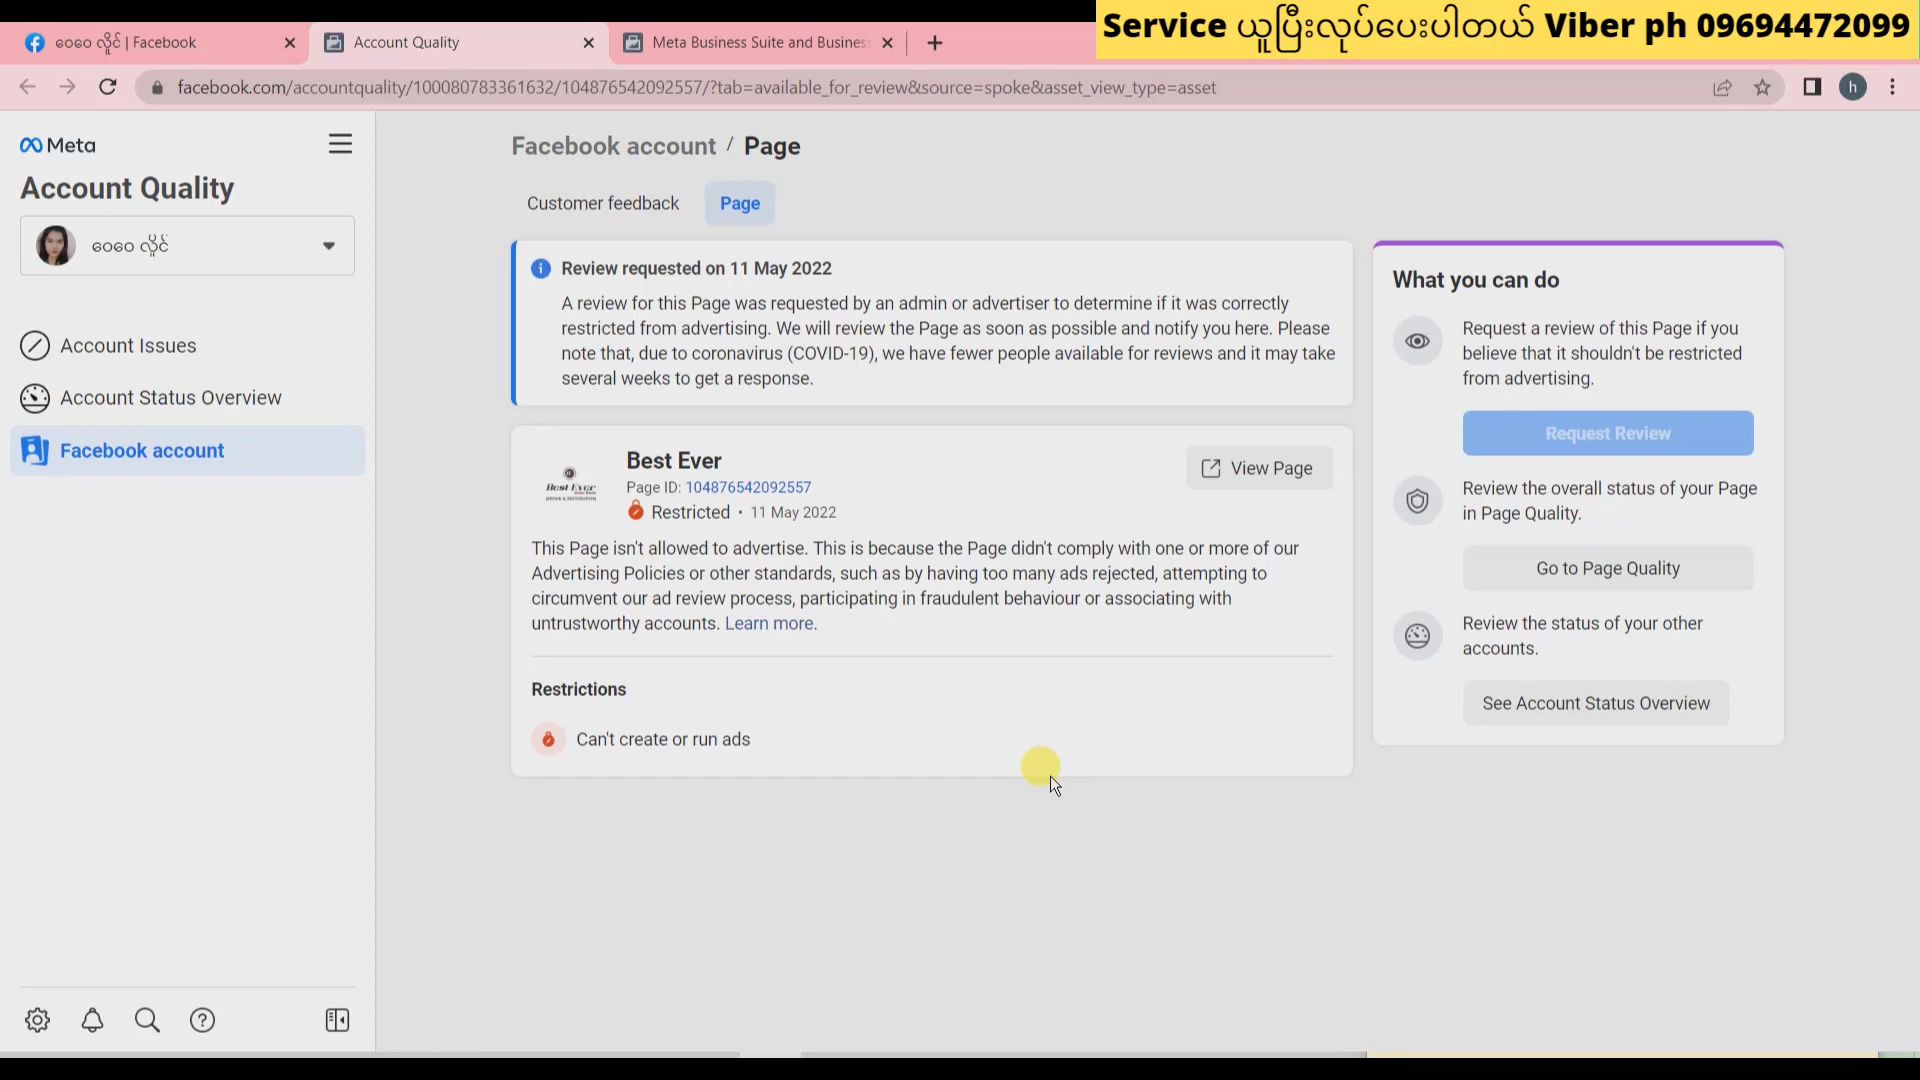 Service ယူပြီးလုပ်ပေးပါတယ် Viber ph 09694472099
ဝေဝေ လှိုင် | Facebook
Account Quality
Meta Business Suite and Busines
facebook.com/accountquality/100080783361632/104876542092557/?tab=available_for_review&source=spoke&asset_view_type=asset
h
Meta
Account Quality
ဝေဝေ လှိုင်
Account Issues
Account Status Overview
Facebook account
Facebook account / Page
Customer feedback
Page
Review requested on 11 May 2022
A review for this Page was requested by an admin or advertiser to determine if it was correctly
restricted from advertising. We will review the Page as soon as possible and notify you here. Please
note that, due to coronavirus (COVID-19), we have fewer people available for reviews and it may take
several weeks to get a response.
Best Ever
Best Ever
Page ID: 104876542092557
Restricted • 11 May 2022
View Page
This Page isn't allowed to advertise. This is because the Page didn't comply with one or more of our
Advertising Policies or other standards, such as by having too many ads rejected, attempting to
circumvent our ad review process, participating in fraudulent behaviour or associating with
untrustworthy accounts. Learn more.
Restrictions
Can't create or run ads
What you can do
Request a review of this Page if you
believe that it shouldn't be restricted
from advertising.
Request Review
Review the overall status of your Page
in Page Quality.
Go to Page Quality
Review the status of your other
accounts.
See Account Status Overview